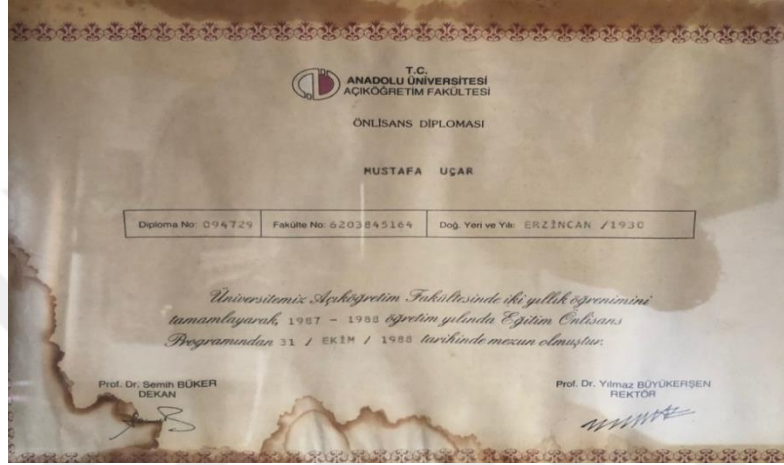 T.C.
ANADOLU ÜNİVERSİTESİ
AÇIKÖĞRETİM FAKÜLTESİ
ÖNLİSANS DİPLOMASI
MUSTAFA UÇAR
Diploma No: 094729 Fakülte No: 6203845164 Doğ. Yeri ve Yılı: ERZİNCAN /1930
Üniversitemiz Açıköğretim Fakültesinde iki yıllık öğrenimini
tamamlayarak, 1987 - 1988 öğretim yılında Eğitim Önlisans
Programından 31 / EKİM / 1988 tarihinde mezun olmuştur.
Prof. Dr. Semih BÜKER Prof. Dr. Yılmaz BÜYÜKERŞEN
DEKAN REKTÖR